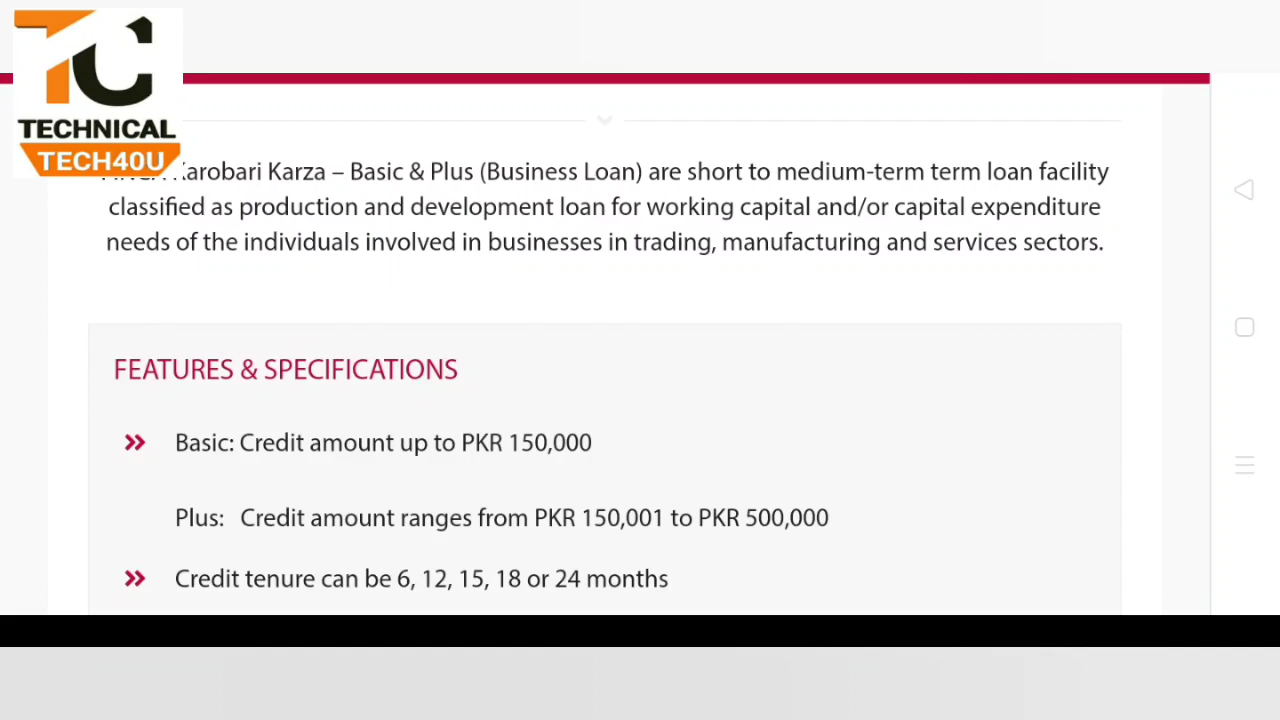 TC
TECHNICAL
TECH40U
Karobari Karza – Basic & Plus (Business Loan) are short to medium-term term loan facility
classified as production and development loan for working capital and/or capital expenditure
needs of the individuals involved in businesses in trading, manufacturing and services sectors.
FEATURES & SPECIFICATIONS
Basic: Credit amount up to PKR 150,000
Plus: Credit amount ranges from PKR 150,001 to PKR 500,000
Credit tenure can be 6, 12, 15, 18 or 24 months